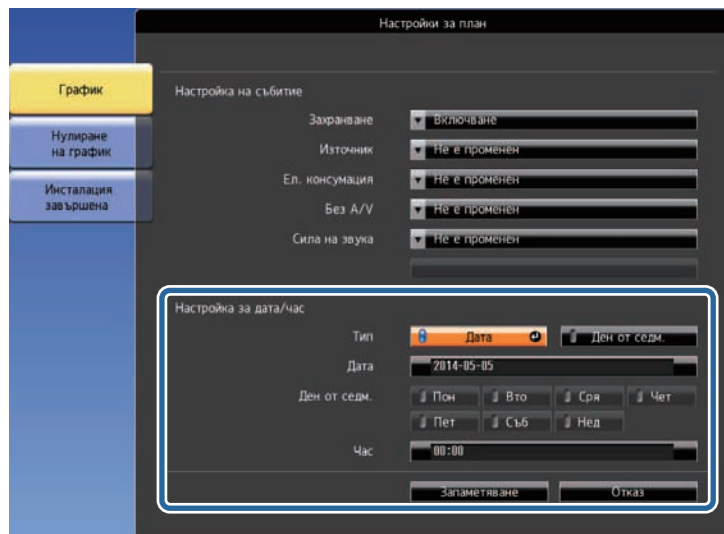 Настройки за план
График
Нулиране
на график
Инсталация
завършена
Настройка на събитие
Захранване Включване
Източник Не е променен
Ел. консумация Не е променен
Без A/V Не е променен
Сила на звука Не е променен
Настройка за дата/час
Тип Дата Ден от седм.
Дата 2014-05-05
Ден от седм. Пон Вто Сря Чет
Пет Съб Нед
Час 00:00
Запаметяване Отказ